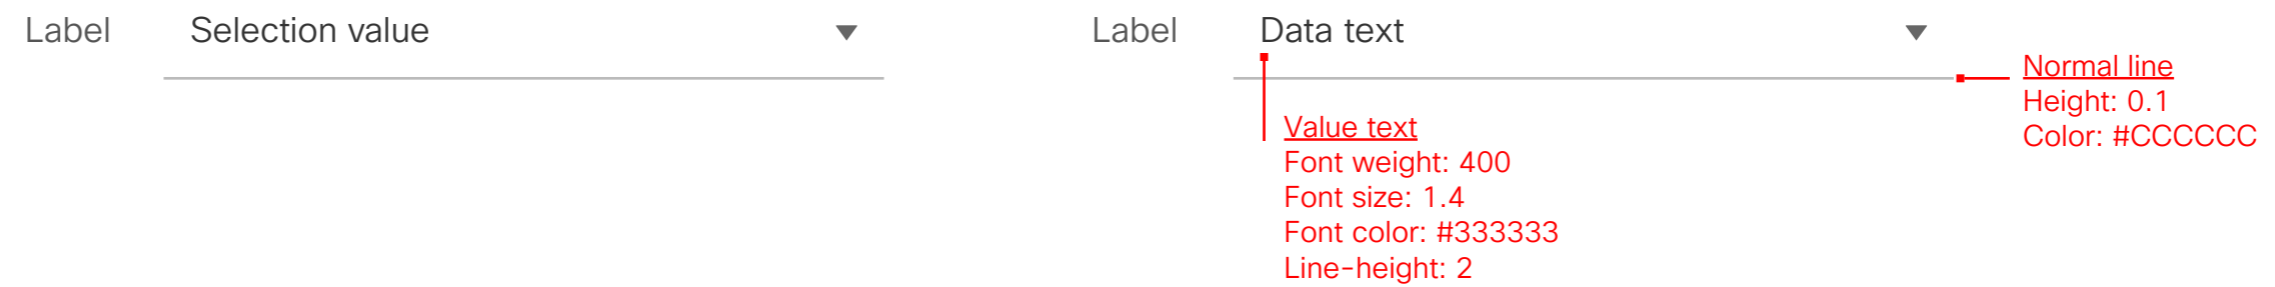 Label Selection value
Label Data text
Normal line
Height: 0.1
Color: #CCCCCC
Value text
Font weight: 400
Font size: 1.4
Font color: #333333
Line-height: 2